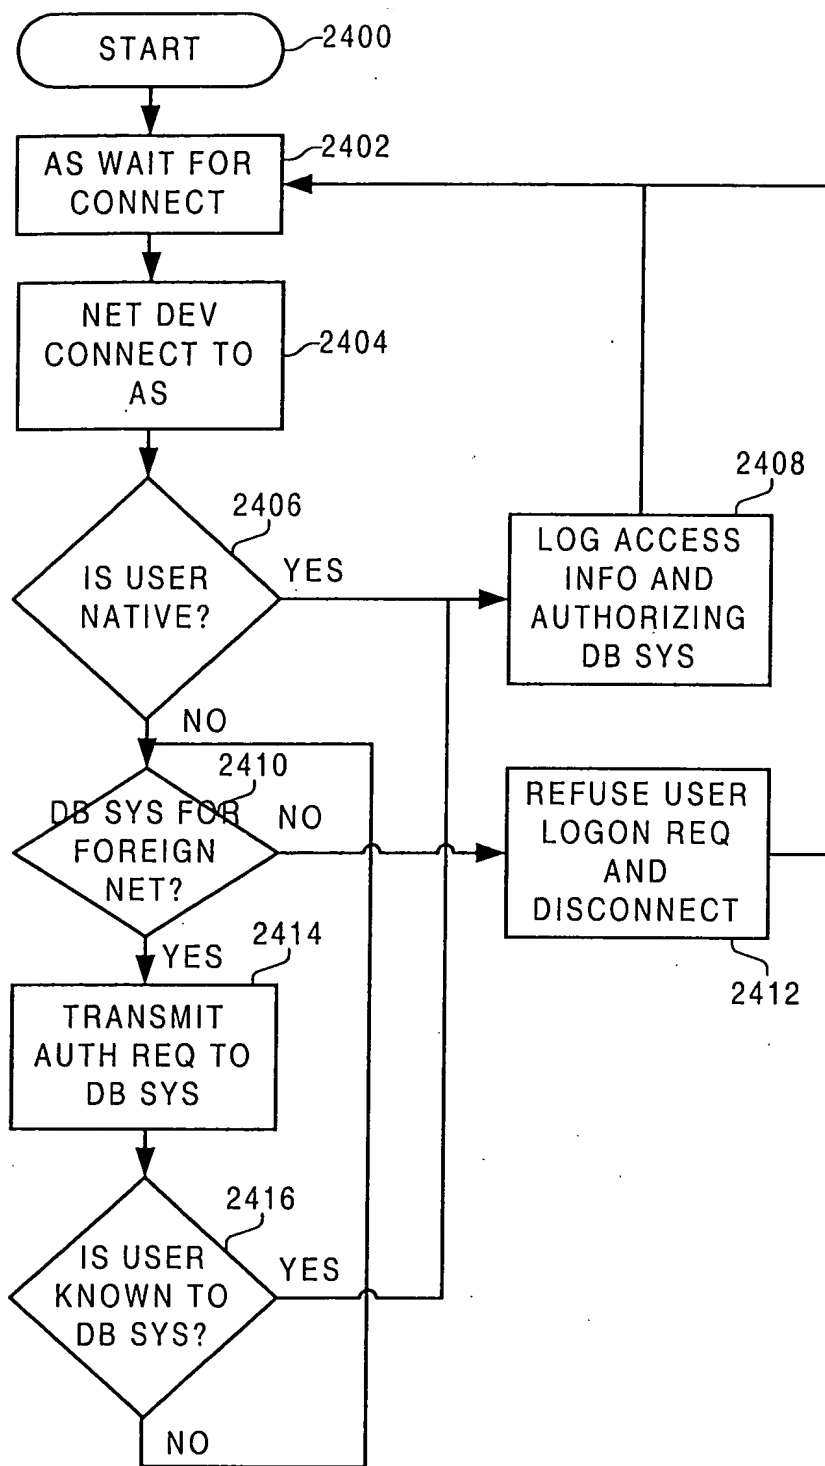 START
2400
AS WAIT FOR
CONNECT
2402
NET DEV
CONNECT TO
AS
2404
IS USER
NATIVE?
2406
YES
NO
LOG ACCESS
INFO AND
AUTHORIZING
DB SYS
2408
DB SYS FOR
FOREIGN
NET?
2410
NO
YES
REFUSE USER
LOGON REQ
AND
DISCONNECT
2412
TRANSMIT
AUTH REQ TO
DB SYS
2414
IS USER
KNOWN TO
DB SYS?
2416
YES
NO